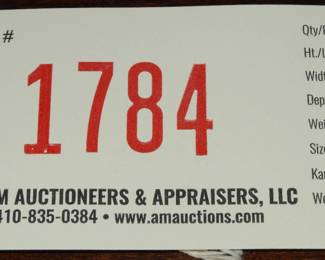 #
1784
M AUCTIONEERS & APPRAISERS, LLC
410-835-0384 • www.amauctions.com
Qty/
Ht./
Widt
Dep
Wei
Size
Ka
We